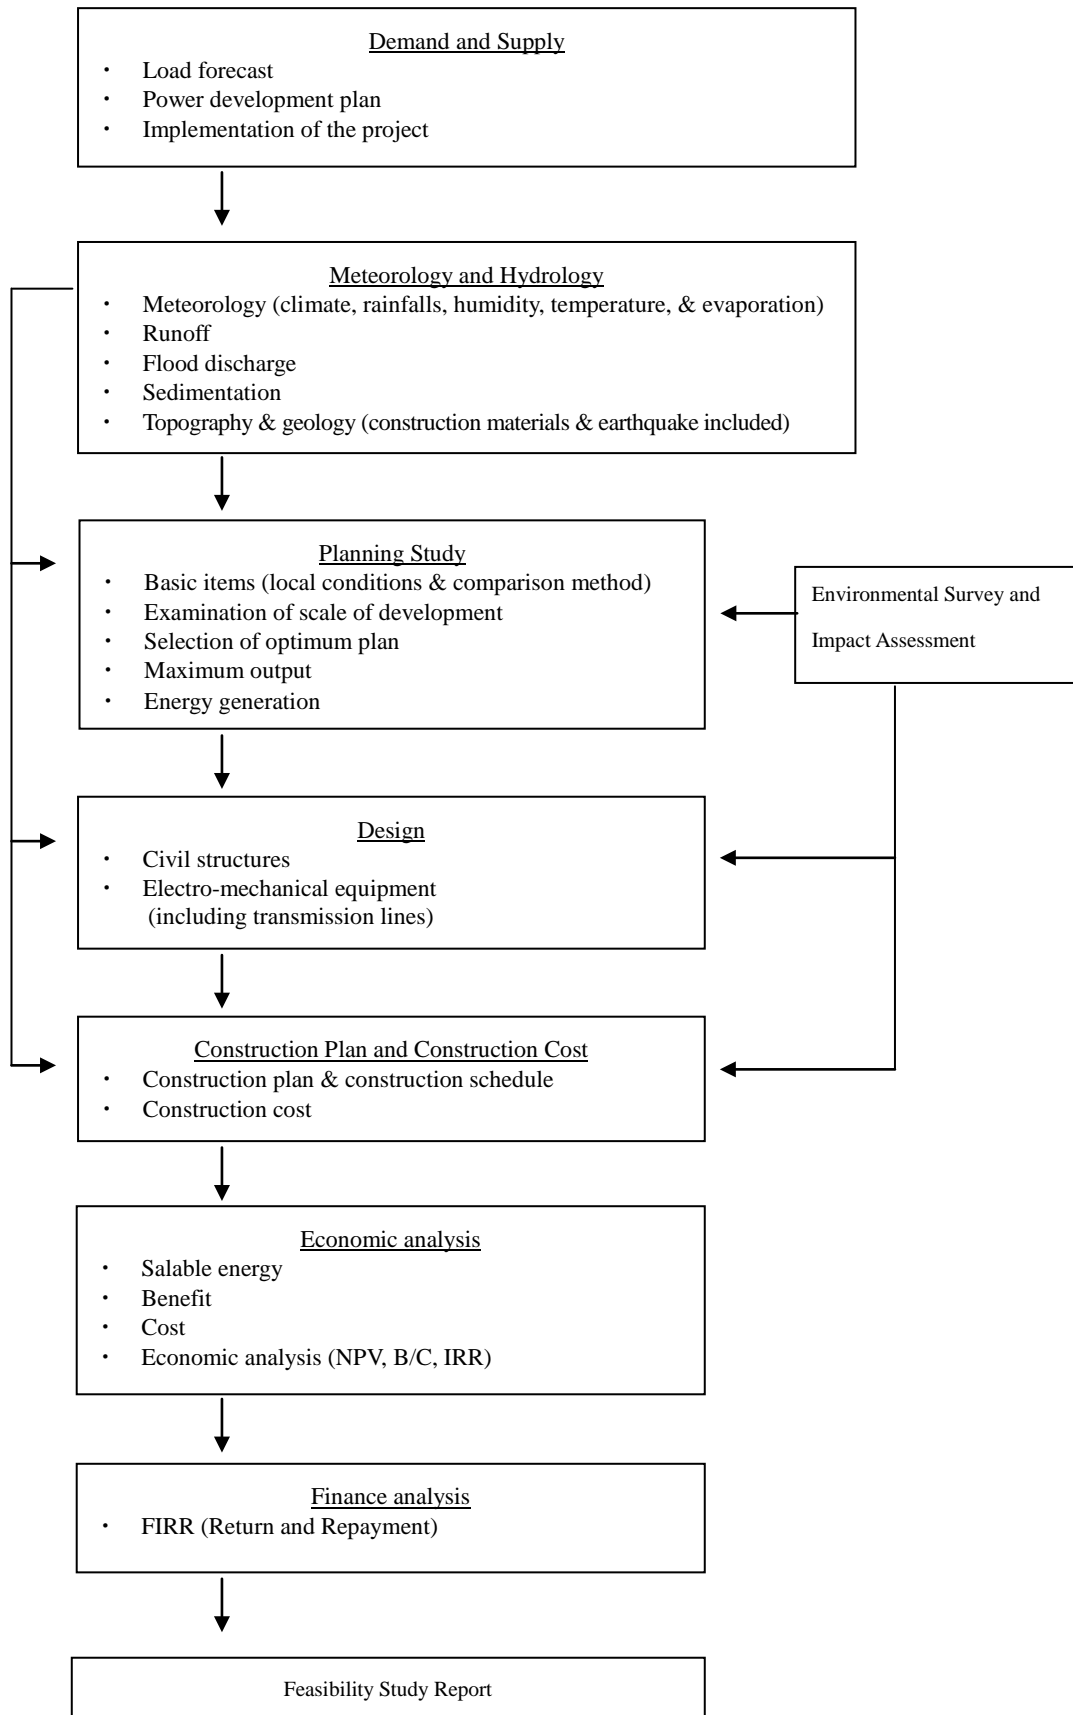 Demand and Supply
・ Load forecast
・ Power development plan
・ Implementation of the project
Meteorology and Hydrology
・ Meteorology (climate, rainfalls, humidity, temperature, & evaporation)
・ Runoff
・ Flood discharge
・ Sedimentation
・ Topography & geology (construction materials & earthquake included)
Planning Study
・ Basic items (local conditions & comparison method)
・ Examination of scale of development
・ Selection of optimum plan
・ Maximum output
・ Energy generation
Environmental Survey and
Impact Assessment
Design
・ Civil structures
・ Electro-mechanical equipment
(including transmission lines)
Construction Plan and Construction Cost
・ Construction plan & construction schedule
・ Construction cost
Economic analysis
・ Salable energy
・ Benefit
・ Cost
・ Economic analysis (NPV, B/C, IRR)
Finance analysis
・ FIRR (Return and Repayment)
Feasibility Study Report